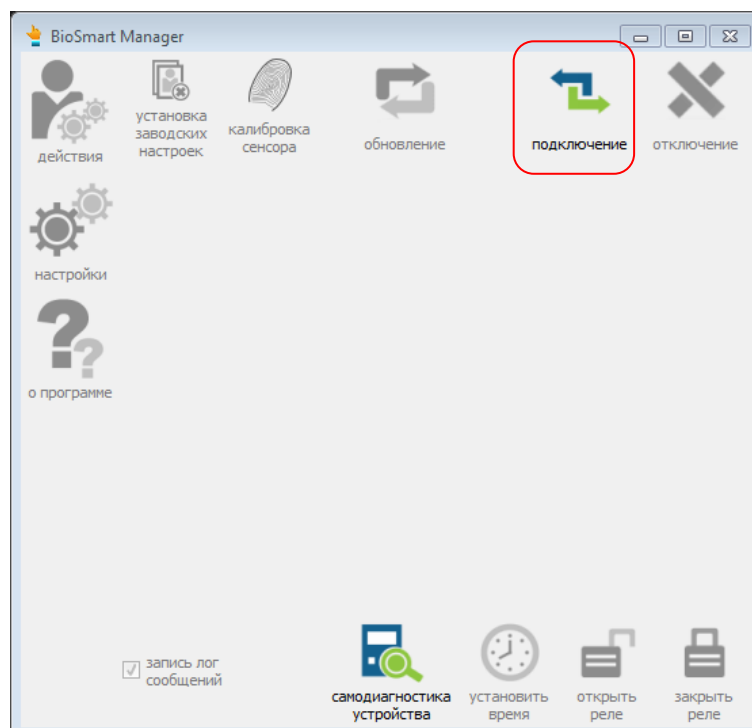 BioSmart Manager
действия
установка
заводских
настроек
калибровка
сенсора
обновление
подключение
отключение
настройки
о программе
запись лог
сообщений
самодиагностика
устройства
установить
время
открыть
реле
закрыть
реле